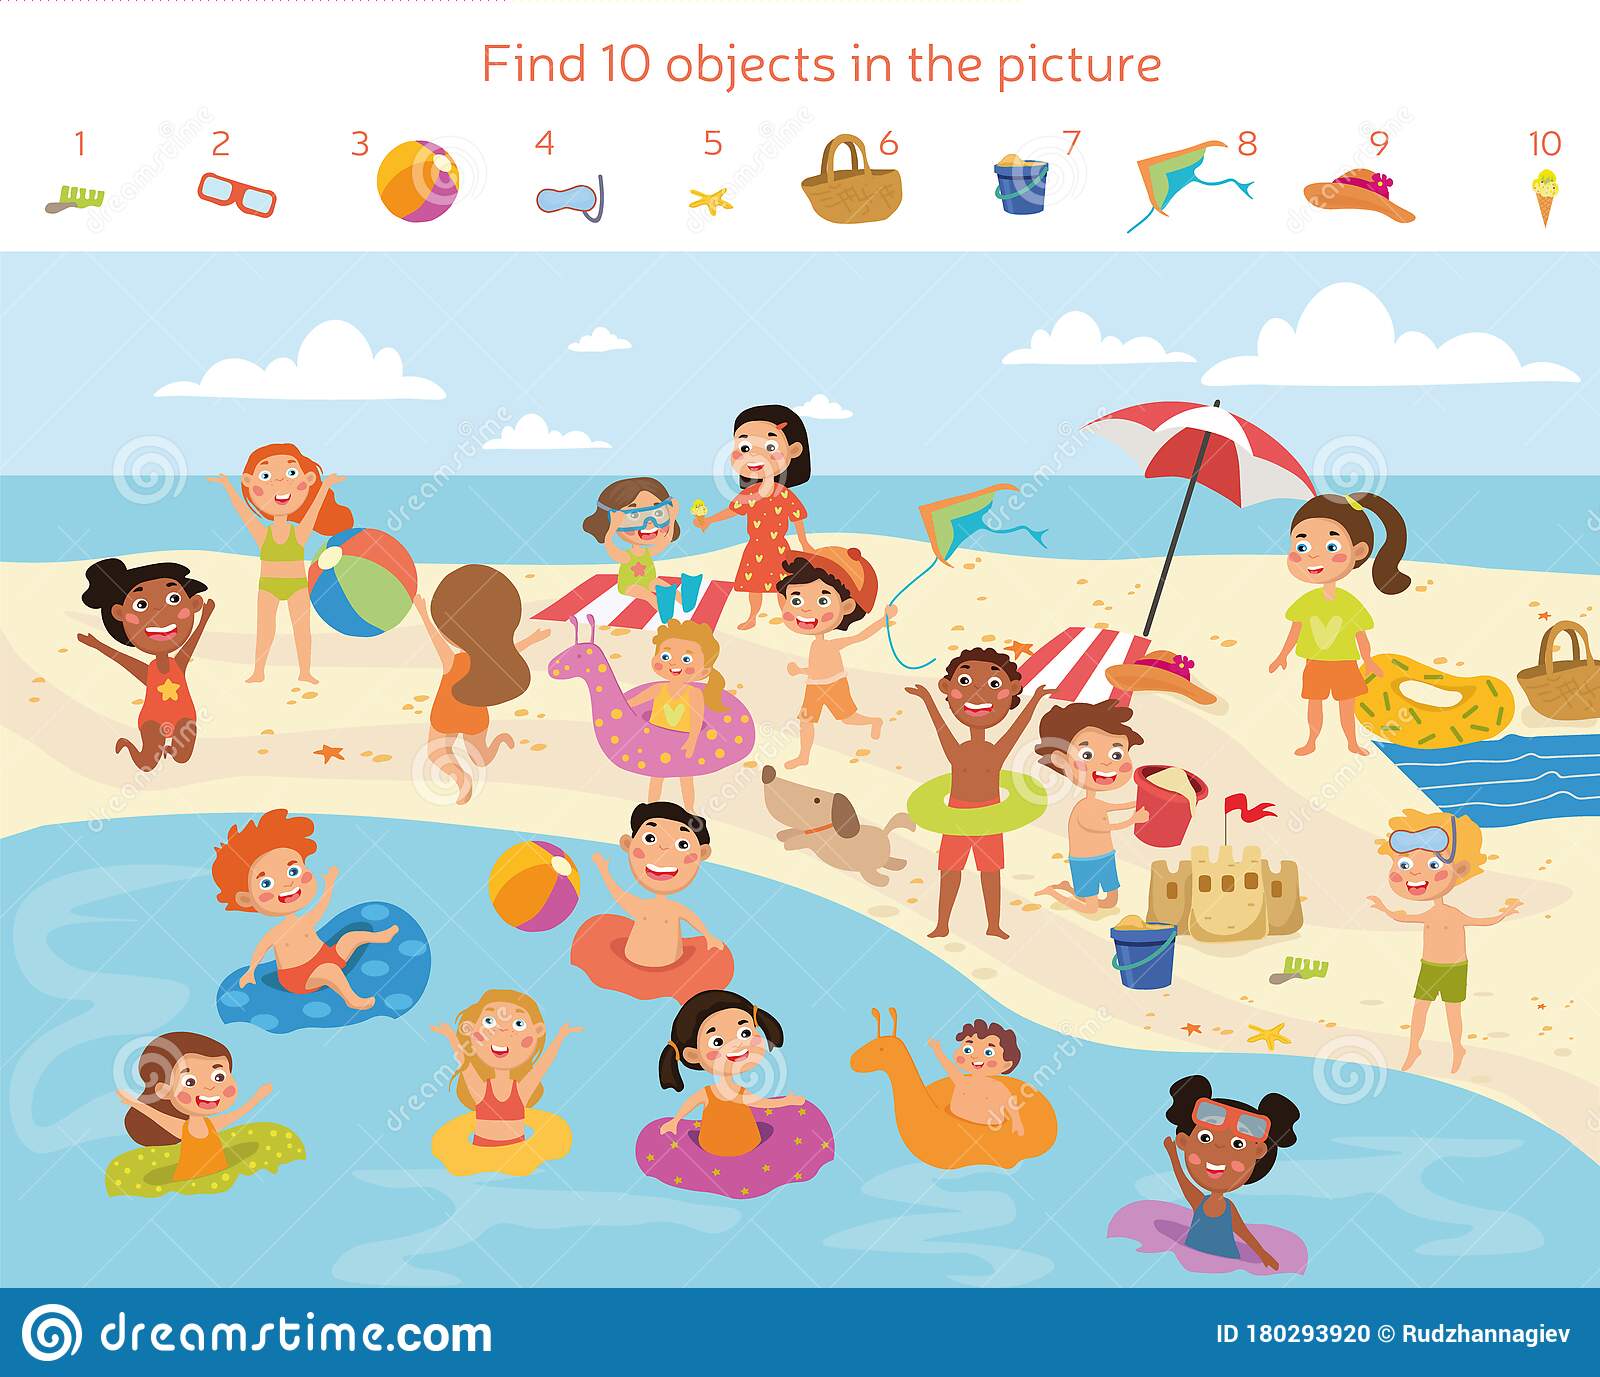 Find 10 objects in the picture
1 2 3 4 5 6 7 8 9 10
dreamstime.com
ID 180293920 © Rudzhannagiev